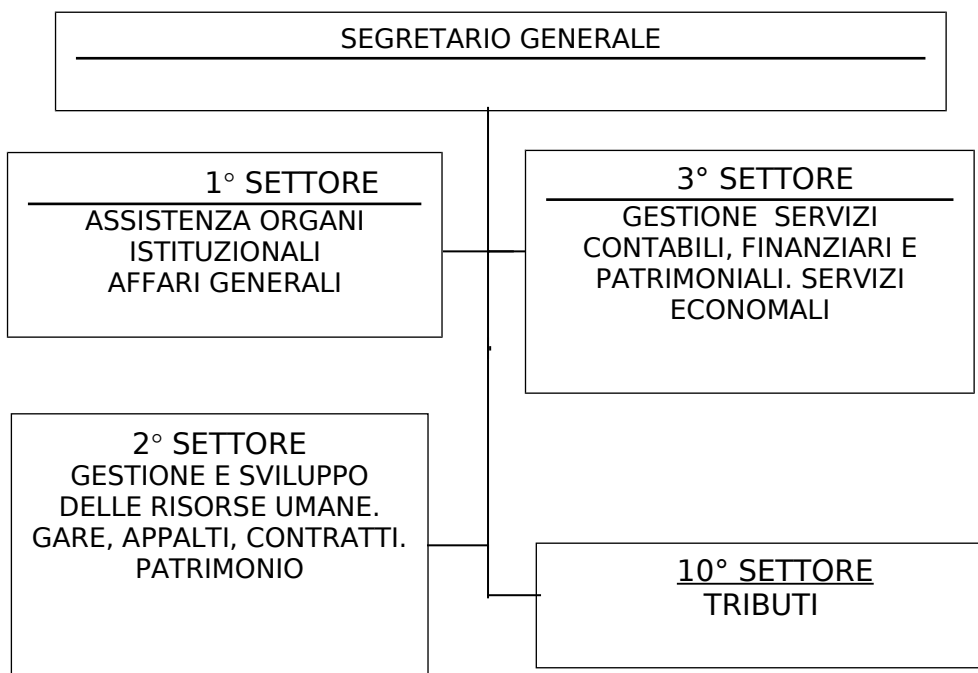 SEGRETARIO GENERALE
1° SETTORE
ASSISTENZA ORGANI
ISTITUZIONALI
AFFARI GENERALI
3° SETTORE
GESTIONE SERVIZI
CONTABILI, FINANZIARI E
PATRIMONIALI. SERVIZI
ECONOMALI
2° SETTORE
GESTIONE E SVILUPPO
DELLE RISORSE UMANE.
GARE, APPALTI, CONTRATTI.
PATRIMONIO
10° SETTORE
TRIBUTI